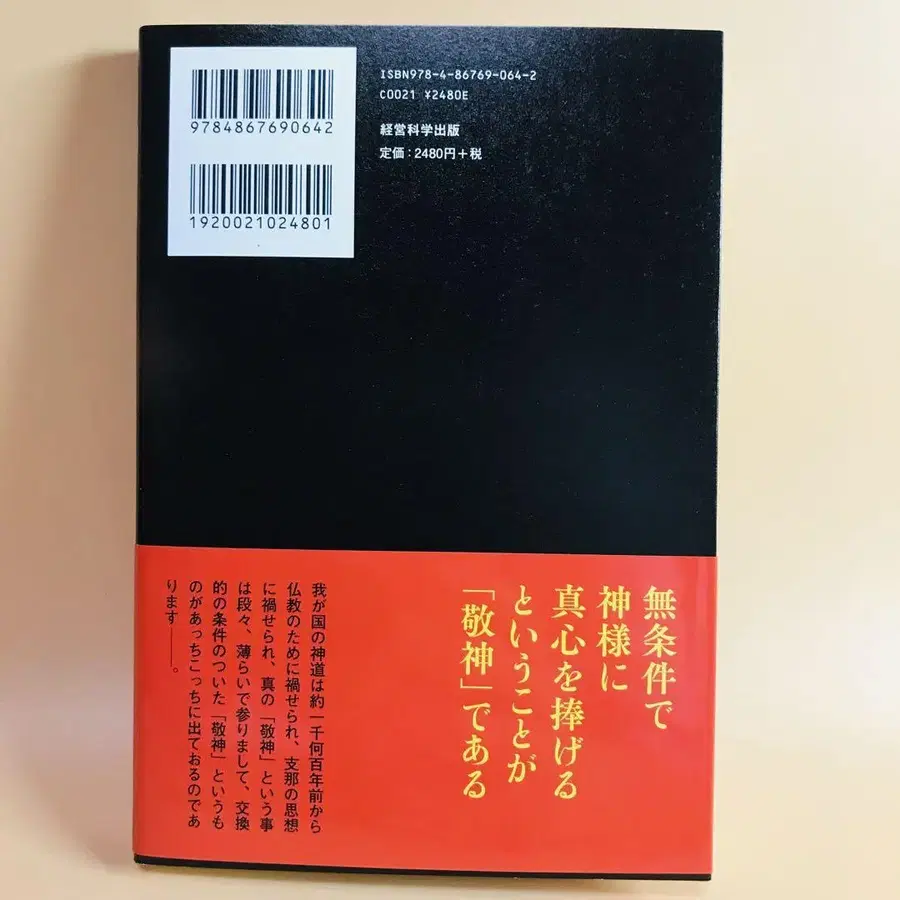 9784867690642
1920021024801
ISBN978-4-86769-064-2
C0021 ¥2480E
経営科学出版
定価：2480円＋税
無条件で
神様に
真心を捧げる
ということが
「敬神」である
我が国の神道は約一千何百年前から
仏教のために禍せられ、支那の思想
に禍せられ、真の「敬神」という事
は段々、薄らいで参りまして、交換
的の条件のついた「敬神」というも
のがあっちこっちに出ておるのであ
ります――。